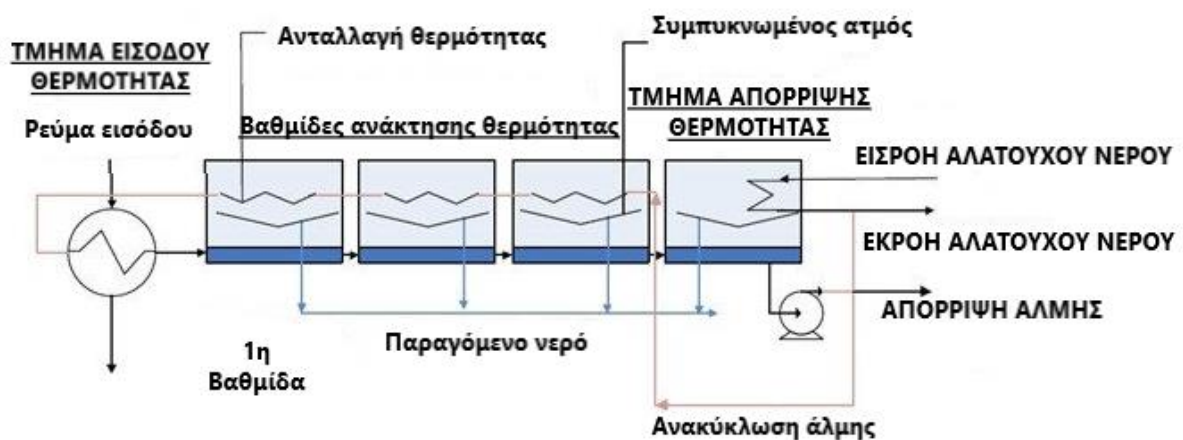 ΤΜΗΜΑ ΕΙΣΟΔΟΥ
ΘΕΡΜΟΤΗΤΑΣ
Ρεύμα εισόδου
Ανταλλαγή θερμότητας
Συμπυκνωμένος ατμός
Βαθμίδες ανάκτησης θερμότητας
ΤΜΗΜΑ ΑΠΟΡΡΙΨΗΣ
ΘΕΡΜΟΤΗΤΑΣ
ΕΙΣΡΟΗ ΑΛΑΤΟΥΧΟΥ ΝΕΡΟΥ
ΕΚΡΟΗ ΑΛΑΤΟΥΧΟΥ ΝΕΡΟΥ
ΑΠΟΡΡΙΨΗ ΑΛΜΗΣ
Παραγόμενο νερό
1η
Βαθμίδα
Ανακύκλωση άλμης